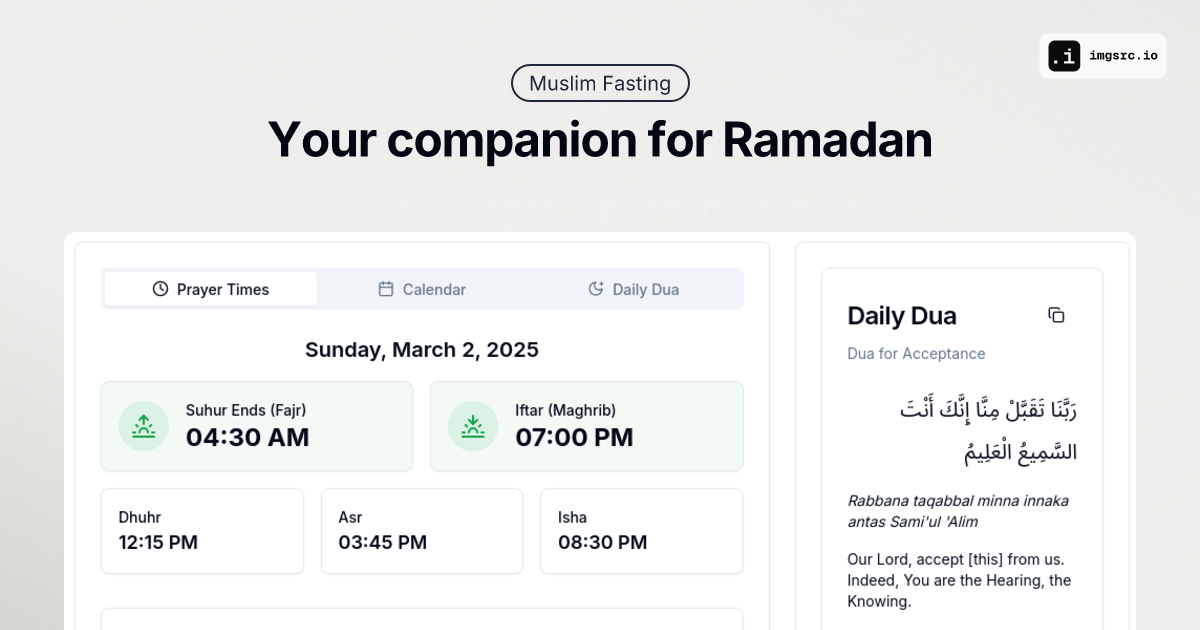 .i imgsrc.io
Muslim Fasting
Your companion for Ramadan
Prayer Times
Calendar
Daily Dua
Sunday, March 2, 2025
Suhur Ends (Fajr)
04:30 AM
Iftar (Maghrib)
07:00 PM
Dhuhr
12:15 PM
Asr
03:45 PM
Isha
08:30 PM
Daily Dua
Dua for Acceptance
رَبَّنَا تَقَبَّلْ مِنَّا إِنَّكَ أَنْتَ
السَّمِيعُ الْعَلِيمُ
Rabbana taqabbal minna innaka
antas Sami'ul 'Alim
Our Lord, accept [this] from us.
Indeed, You are the Hearing, the
Knowing.